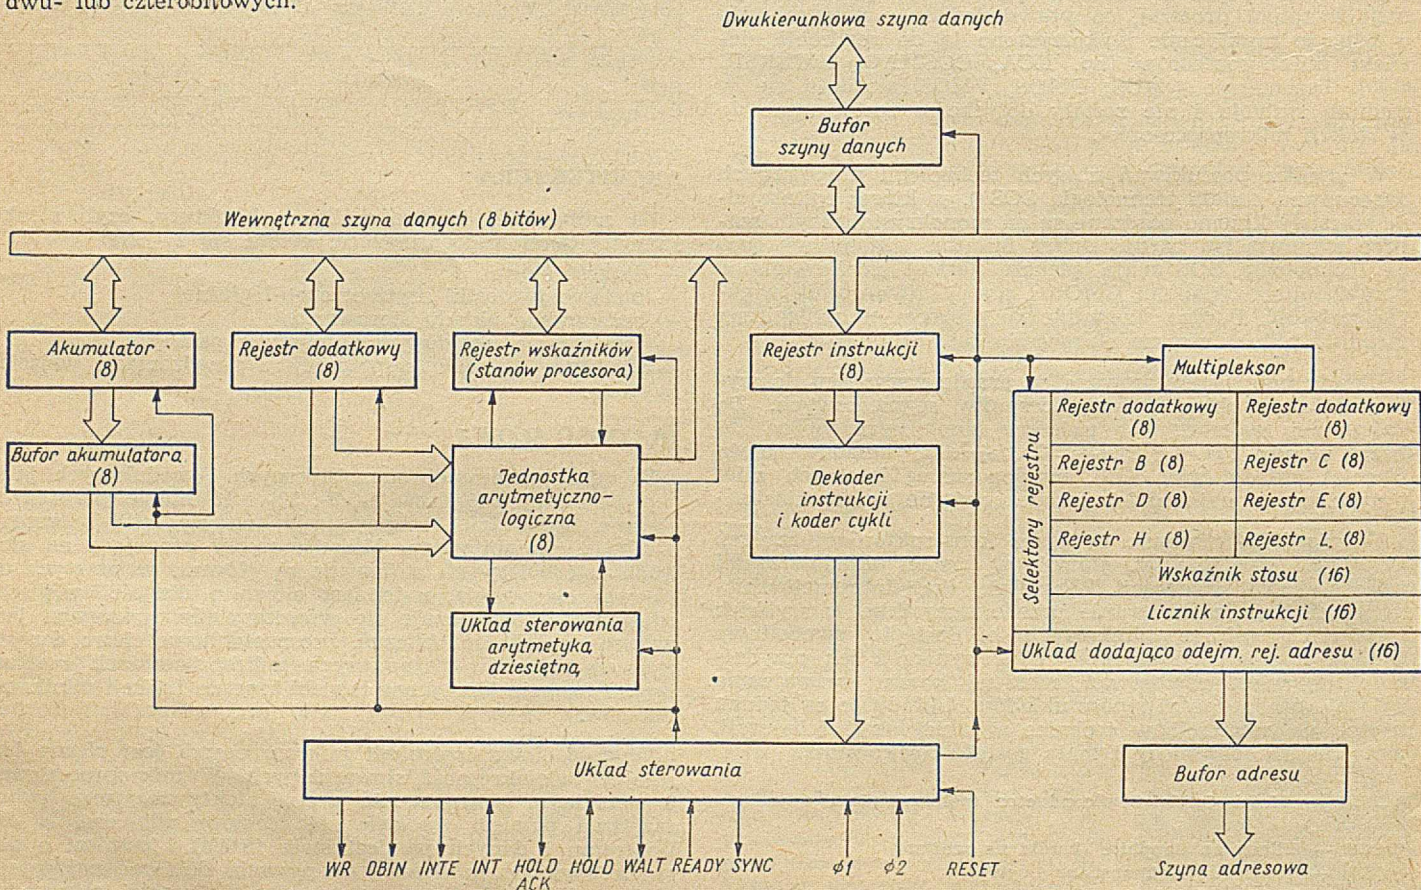 dwu- lub czterobitowych.
Dwukierunkowa szyna danych
Bufor
szyny danych
Wewnętrzna szyna danych (8 bitów)
Akumulator
(8)
Rejestr dodatkowy
(8)
Rejestr wskaźników
(stanów procesora)
Rejestr instrukcji
(8)
Multipleksor
Bufor akumulatora
(8)
Jednostka
arytmetyczno-
logiczna
(8)
Dekoder
instrukcji
i koder cykli
Selektory rejestru
Rejestr dodatkowy
(8)
Rejestr dodatkowy
(8)
Rejestr B (8)
Rejestr C (8)
Rejestr D (8)
Rejestr E (8)
Rejestr H (8)
Rejestr L. (8)
Wskaźnik stosu (16)
Licznik instrukcji (16)
Układ dodająco odejm. rej. adresu (16)
Układ sterowania
arytmetyką
dziesiętną
Układ sterowania
Bufor adresu
WR
DBIN
INTE
INT
HOLD
ACK
HOLD
WALT
READY
SYNC
ϕ1
ϕ2
RESET
Szyna adresowa